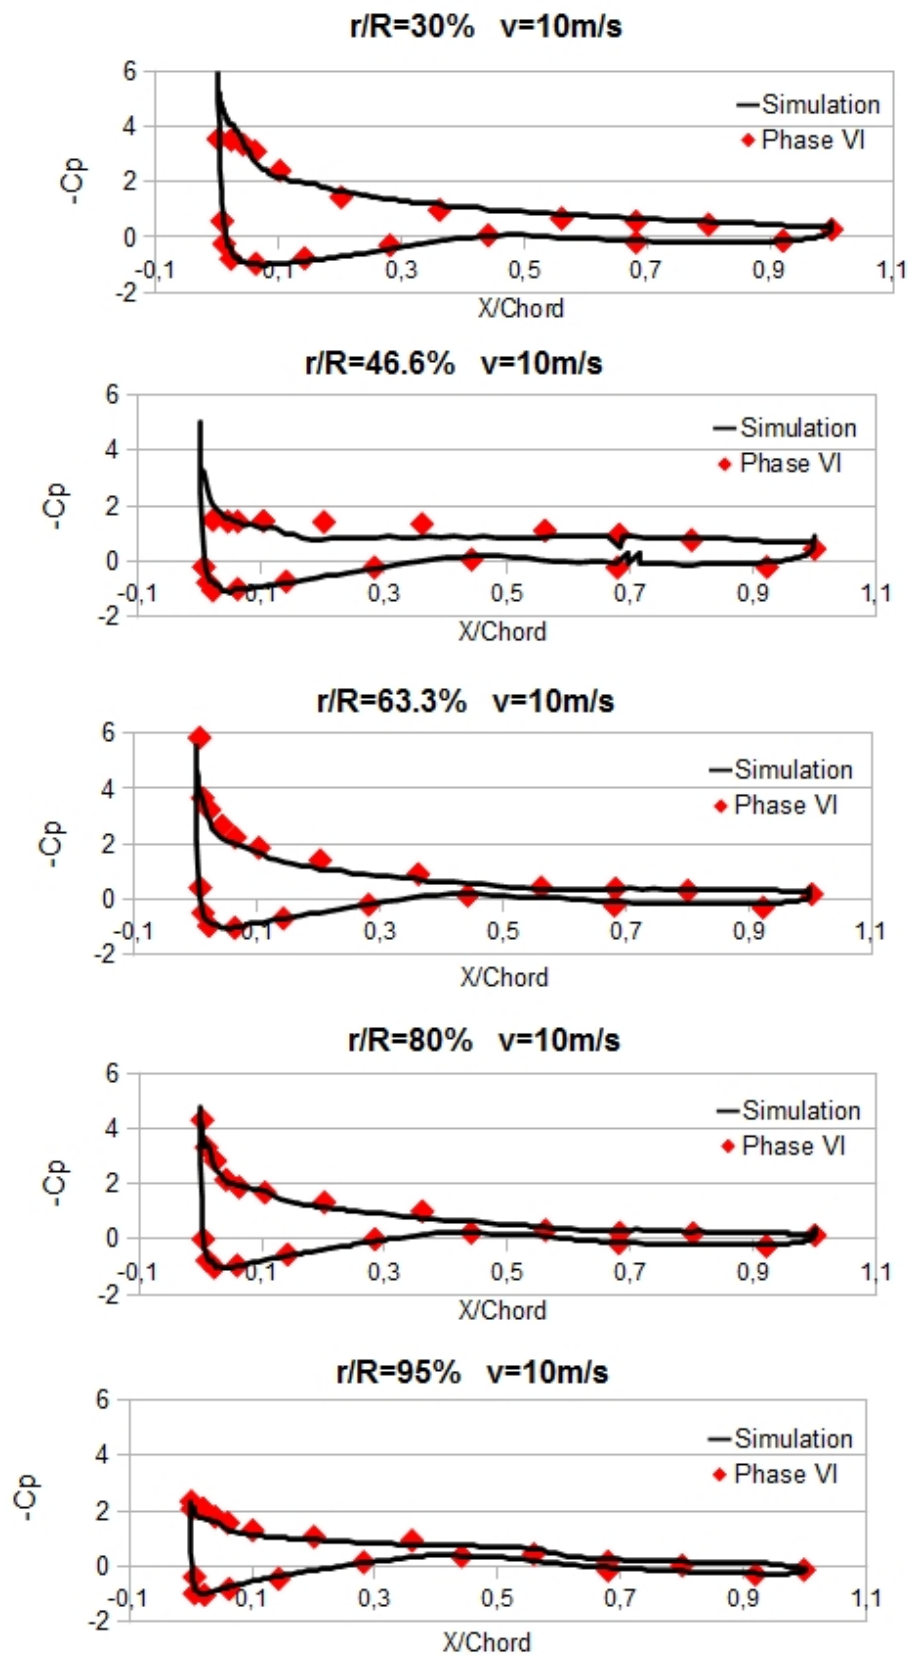 r/R=30% v=10m/s
6
Simulation
4
Phase VI
-Cp
2
0
-0,1 0,1 0,3 0,5 0,7 0,9 1,1
-2
X/Chord
r/R=46.6% v=10m/s
6
Simulation
4
Phase VI
-Cp
2
0
-0,1 0,1 0,3 0,5 0,7 0,9 1,1
-2
X/Chord
r/R=63.3% v=10m/s
6
Simulation
4
Phase VI
-Cp
2
0
-0,1 0,1 0,3 0,5 0,7 0,9 1,1
-2
X/Chord
r/R=80% v=10m/s
6
Simulation
4
Phase VI
-Cp
2
0
-0,1 0,1 0,3 0,5 0,7 0,9 1,1
-2
X/Chord
r/R=95% v=10m/s
6
Simulation
4
Phase VI
-Cp
2
0
-0,1 0,1 0,3 0,5 0,7 0,9 1,1
-2
X/Chord